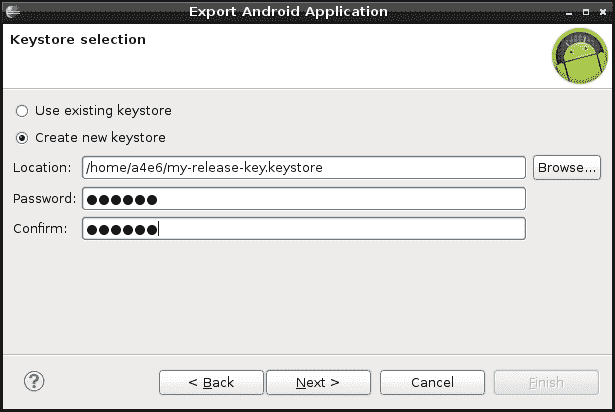 Export Android Application
Keystore selection
Use existing keystore
Create new keystore
Location: /home/a4e6/my-release-key.keystore Browse...
Password: ●●●●●●
Confirm: ●●●●●●
? < Back Next > Cancel Finish